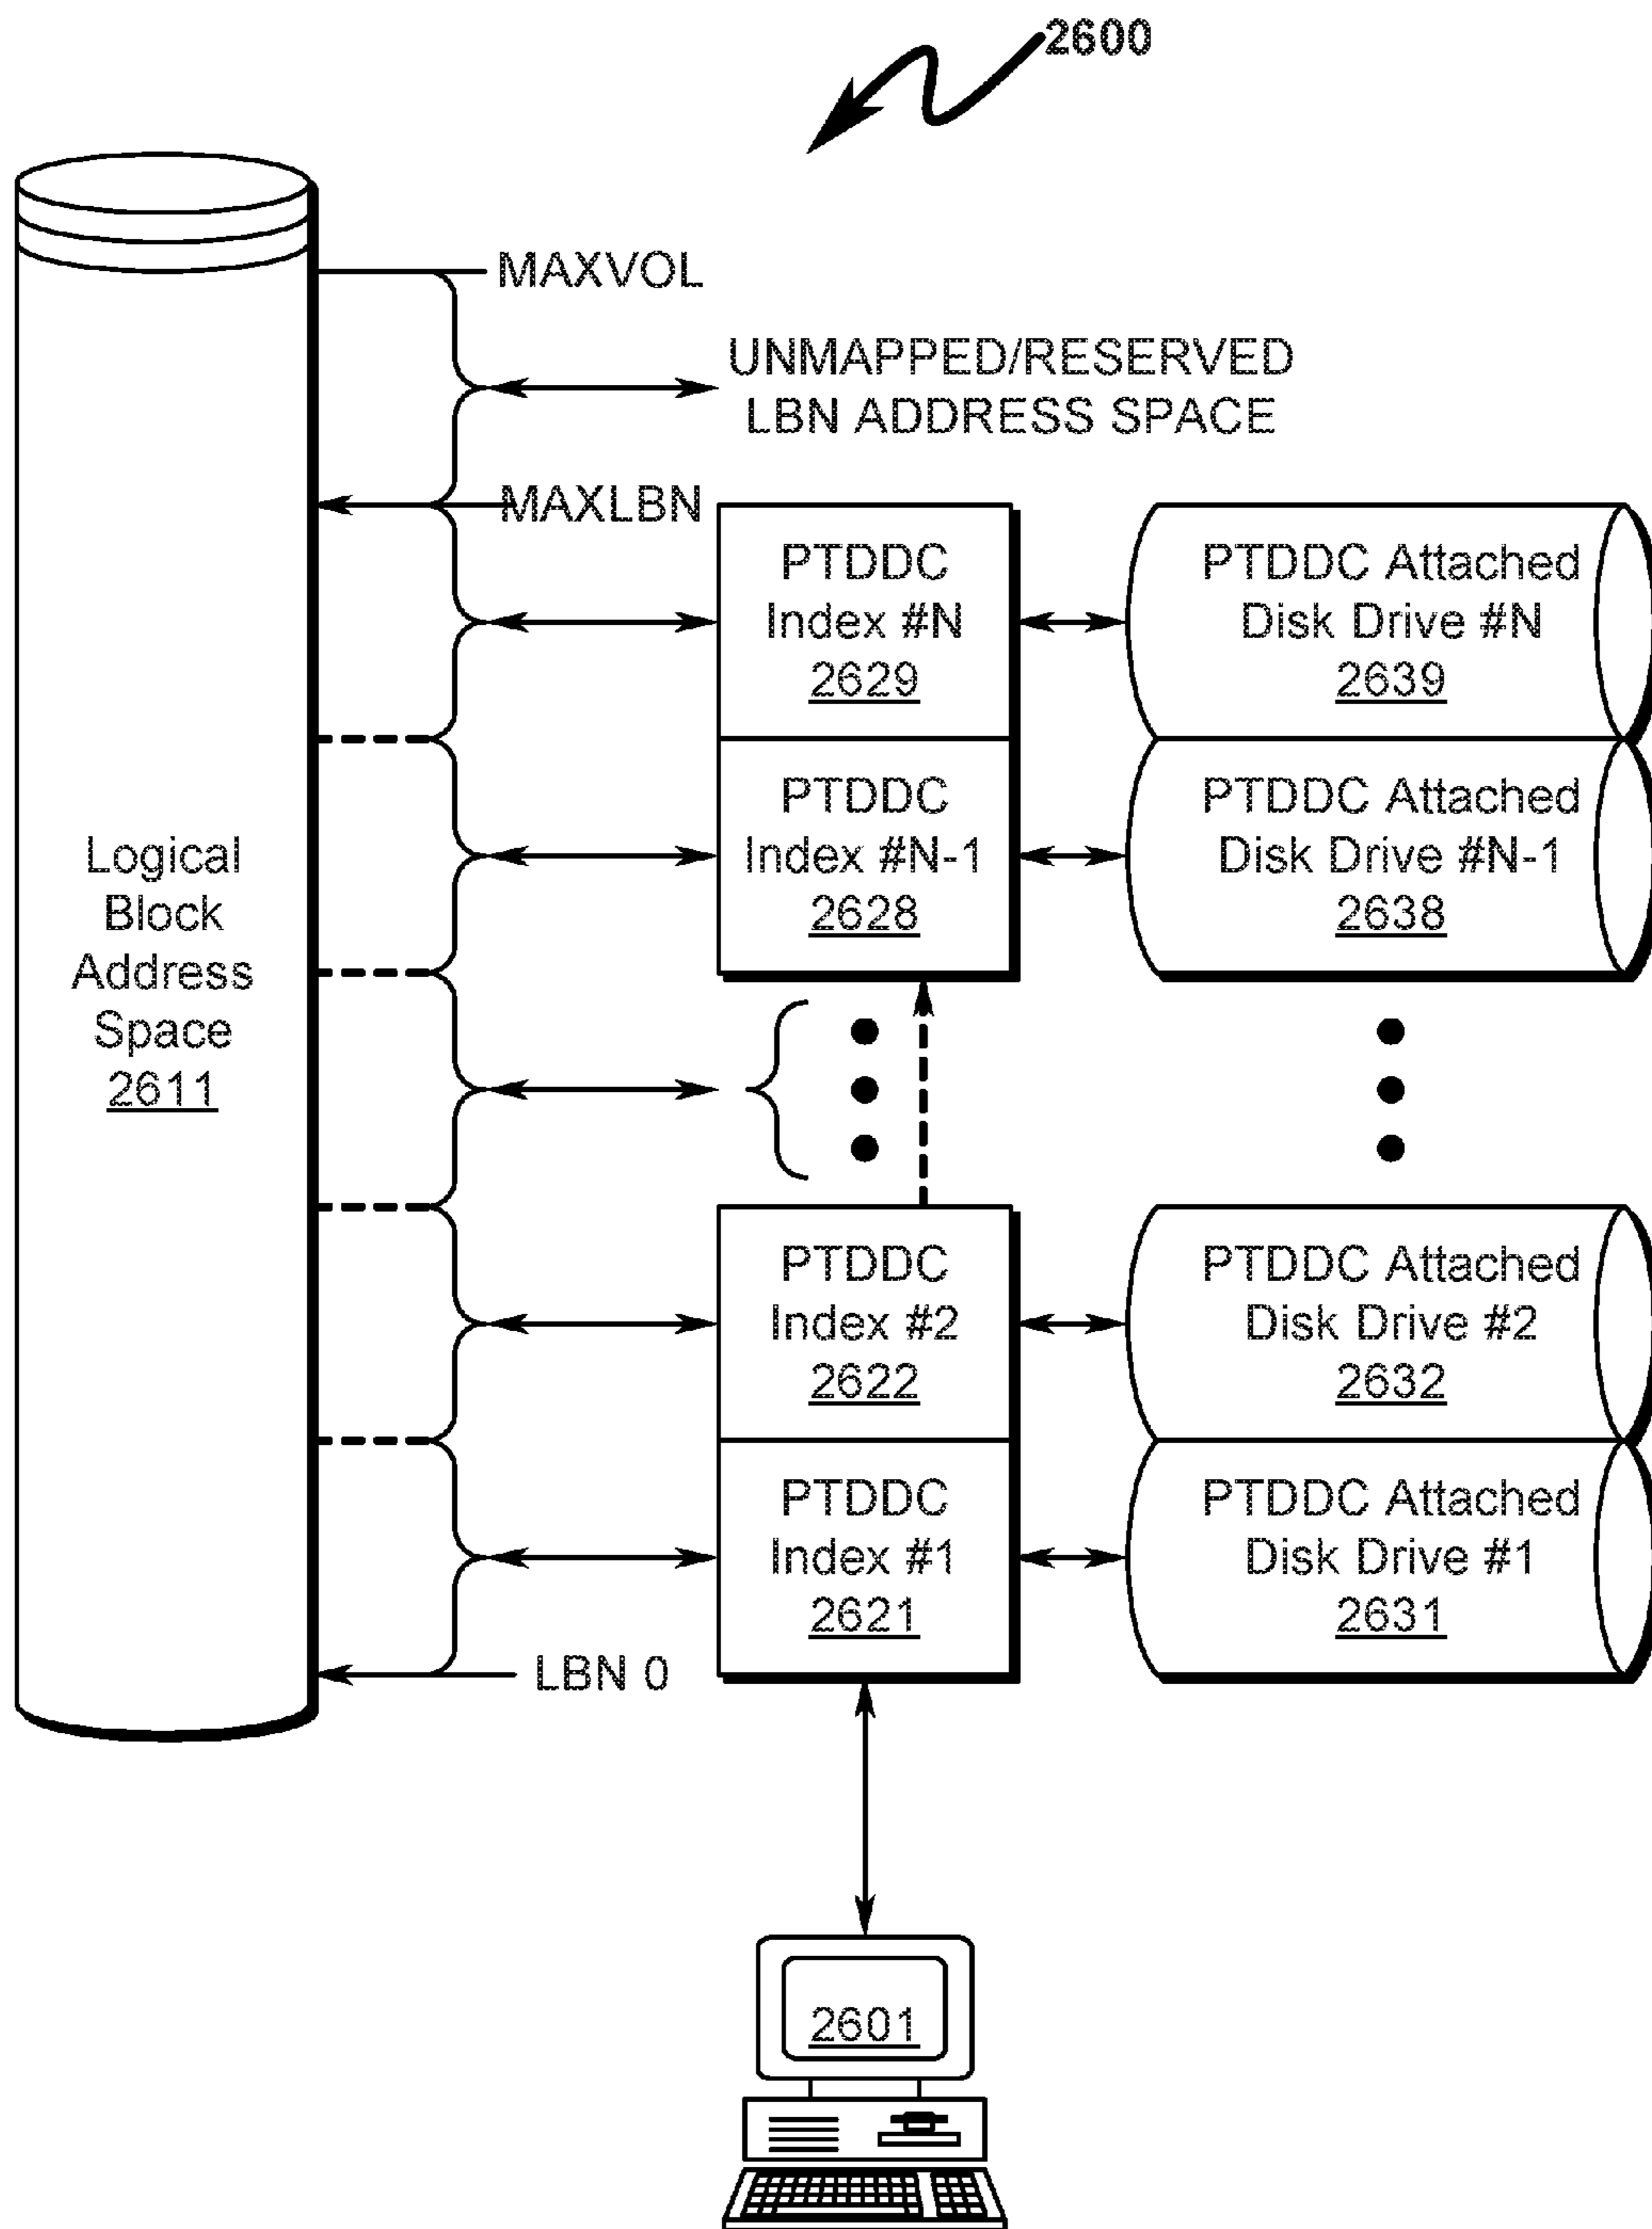 2600
MAXVOL
UNMAPPED/RESERVED
LBN ADDRESS SPACE
MAXLBN
PTDDC
Index #N
2629
PTDDC Attached
Disk Drive #N
2639
PTDDC
Index #N-1
2628
PTDDC Attached
Disk Drive #N-1
2638
Logical
Block
Address
Space
2611
PTDDC
Index #2
2622
PTDDC Attached
Disk Drive #2
2632
PTDDC
Index #1
2621
PTDDC Attached
Disk Drive #1
2631
LBN 0
2601